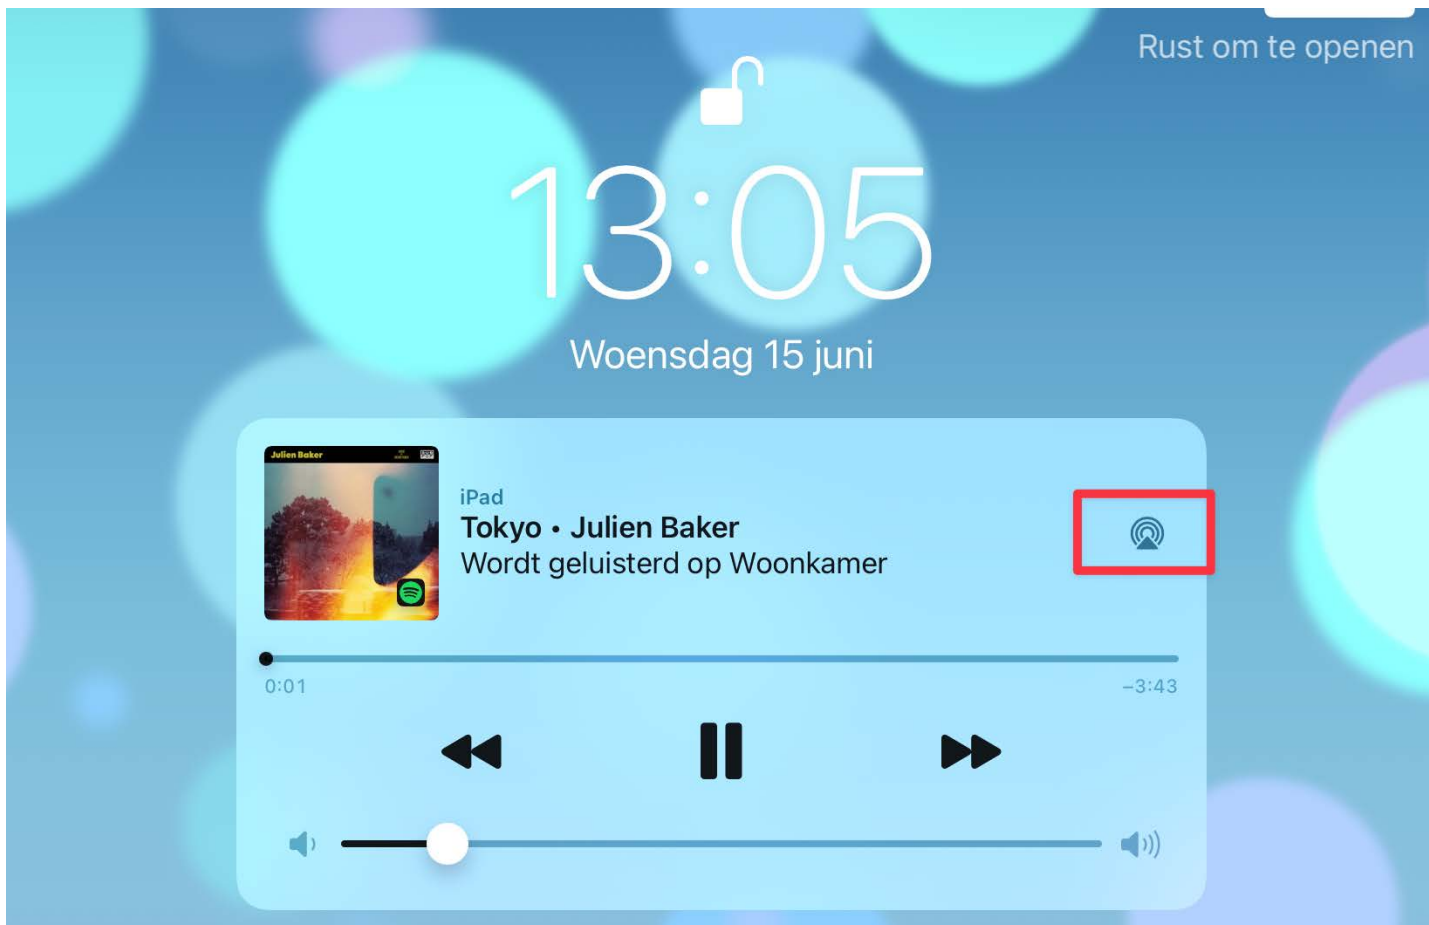 Rust om te openen
13:05
Woensdag 15 juni
Julien Baker
iPad
Tokyo • Julien Baker
Wordt geluisterd op Woonkamer
0:01
–3:43